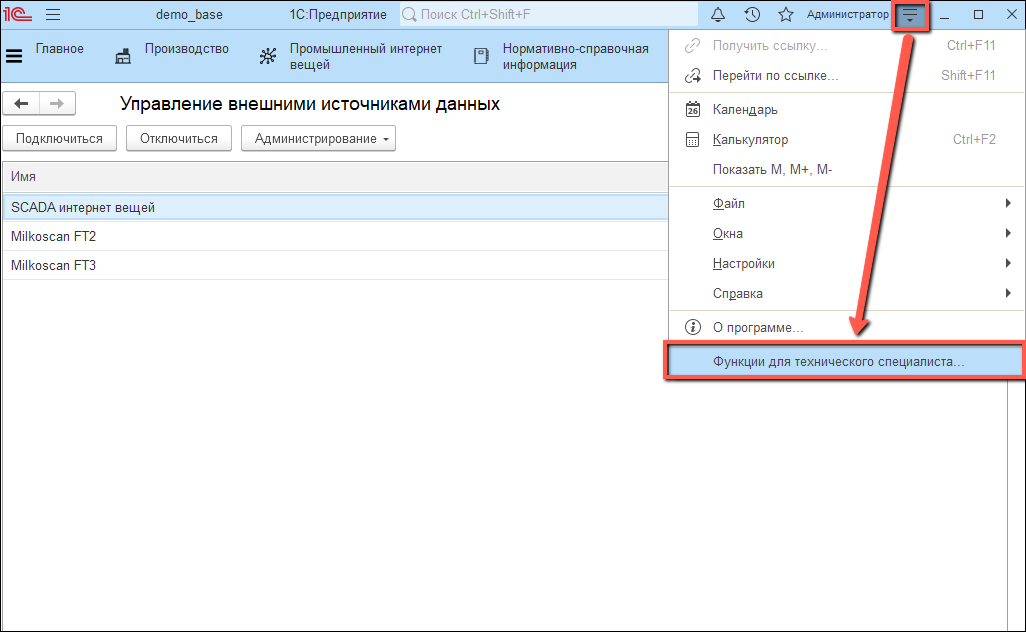 1С demo_base 1С:Предприятие Поиск Ctrl+Shift+F Администратор
Главное
Производство
Промышленный интернет
вещей
Нормативно-справочная
информация
Управление внешними источниками данных
Подключиться Отключиться Администрирование
Имя
SCADA интернет вещей
Milkoscan FT2
Milkoscan FT3
Получить ссылку... Ctrl+F11
Перейти по ссылке... Shift+F11
26 Календарь
Калькулятор Ctrl+F2
Показать M, M+, M-
Файл
Окна
Настройки
Справка
О программе...
Функции для технического специалиста...